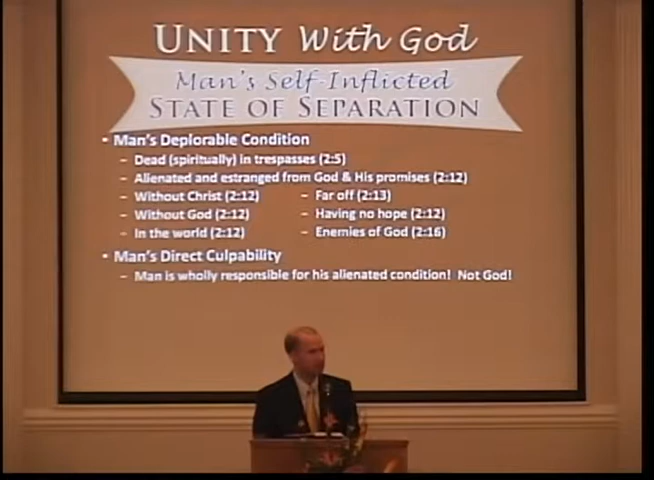 UNITY With God
Man's Self-Inflicted
STATE OF SEPARATION
• Man's Deplorable Condition
– Dead (spiritually) in trespasses (2:5)
– Alienated and estranged from God & His promises (2:12)
– Without Christ (2:12) – Far off (2:13)
– Without God (2:12) – Having no hope (2:12)
– In the world (2:12) – Enemies of God (2:16)
• Man's Direct Culpability
– Man is wholly responsible for his alienated condition! Not God!